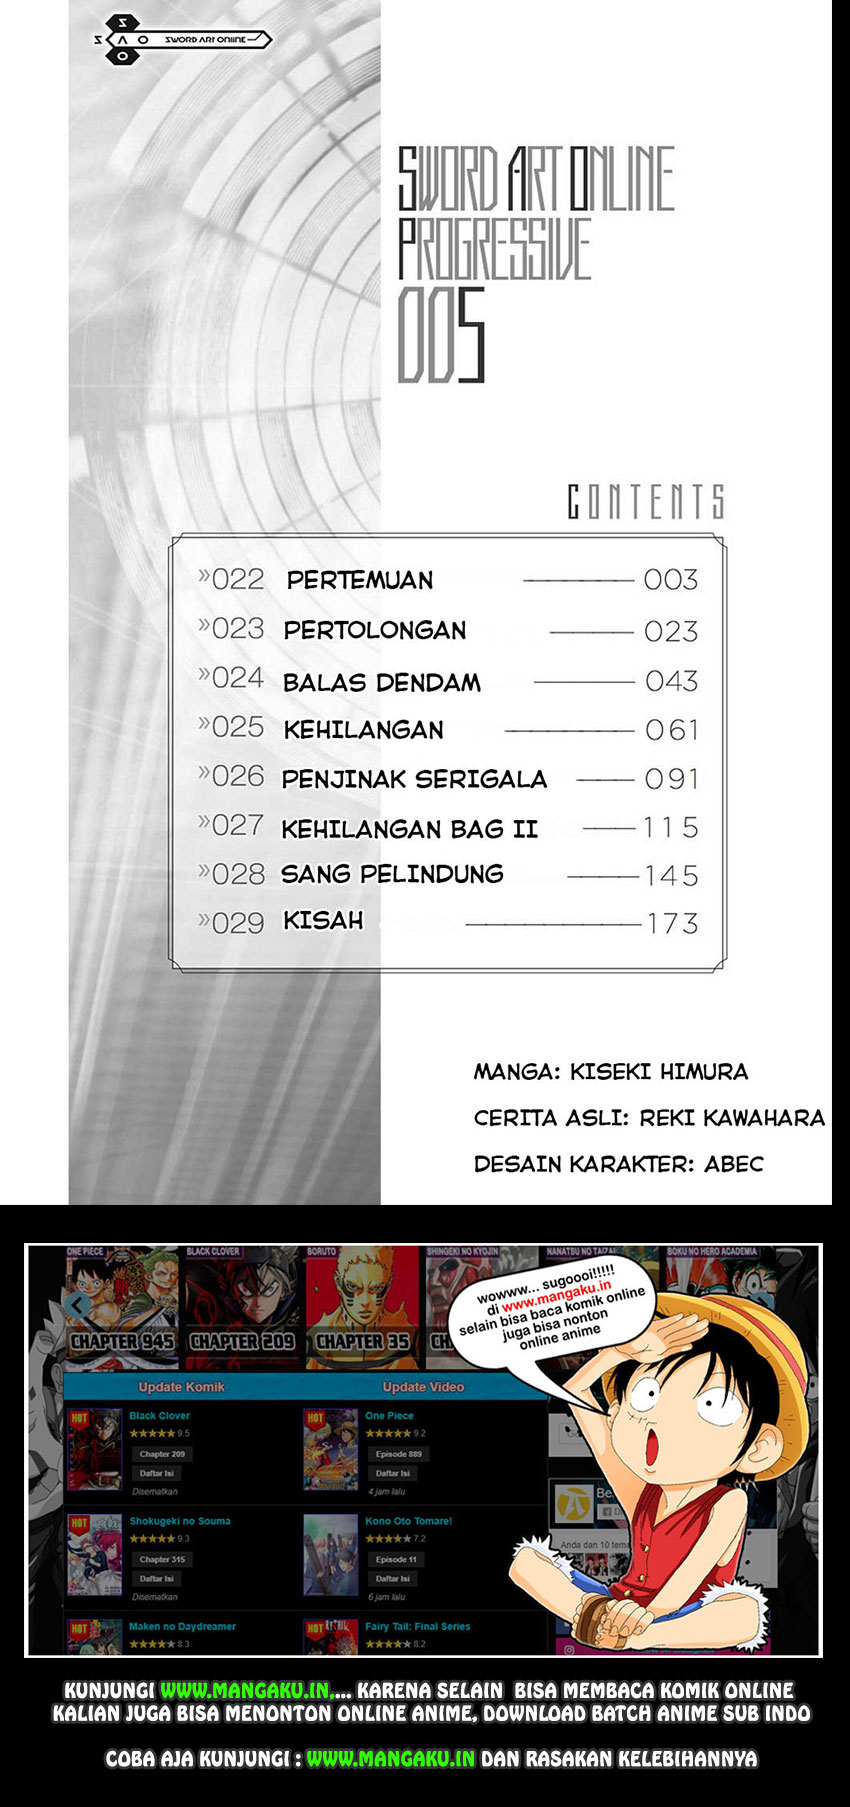 S
S A O SWORD ART ONLINE
O
SWORD ART ONLINE
PROGRESSIVE
005
CONTENTS
»022 PERTEMUAN 003
»023 PERTOLONGAN 023
»024 BALAS DENDAM 043
»025 KEHILANGAN 061
»026 PENJINAK SERIGALA 091
»027 KEHILANGAN BAG II 115
»028 SANG PELINDUNG 145
»029 KISAH 173
MANGA: KISEKI HIMURA
CERITA ASLI: REKI KAWAHARA
DESAIN KARAKTER: ABEC
ONE PIECE BLACK CLOVER BORUTO SHINGEKI NO KYOJIN NANATSU NO TAIZAI BOKU NO HERO ACADEMIA
CHAPTER 945 CHAPTER 209 CHAPTER 35 CH
wowww... sugoooi!!!!!
di www.mangaku.in
selain bisa baca komik online
juga bisa nonton
online anime
Update Komik Update Video
HOT Black Clover
★★★★★ 9.5
Chapter 209
Daftar Isi
Disematkan
HOT One Piece
★★★★★ 9.2
Episode 889
Daftar Isi
4 jam lalu
HOT Shokugeki no Souma
★★★★★ 9.3
Chapter 315
Daftar Isi
Disematkan
Kono Oto Tomare!
★★★★★ 7.2
Episode 11
Daftar Isi
6 jam lalu
HOT Maken no Daydreamer
★★★★★ 8.3
HOT Fairy Tail: Final Series
★★★★★ 8.2
Be
Anda dan 10 tema
KUNJUNGI WWW.MANGAKU.IN,... KARENA SELAIN BISA MEMBACA KOMIK ONLINE
KALIAN JUGA BISA MENONTON ONLINE ANIME, DOWNLOAD BATCH ANIME SUB INDO
COBA AJA KUNJUNGI : WWW.MANGAKU.IN DAN RASAKAN KELEBIHANNYA